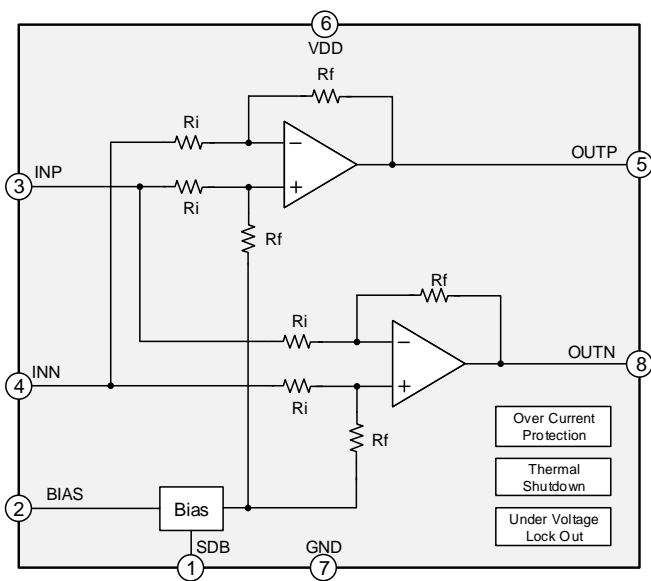 6
VDD
Rf
Ri
−
OUTP
5
3
INP
+
Ri
Rf
Rf
Ri
−
OUTN
8
4
INN
+
Ri
Rf
Over Current
Protection
Thermal
Shutdown
Under Voltage
Lock Out
2
BIAS
Bias
SDB
1
GND
7